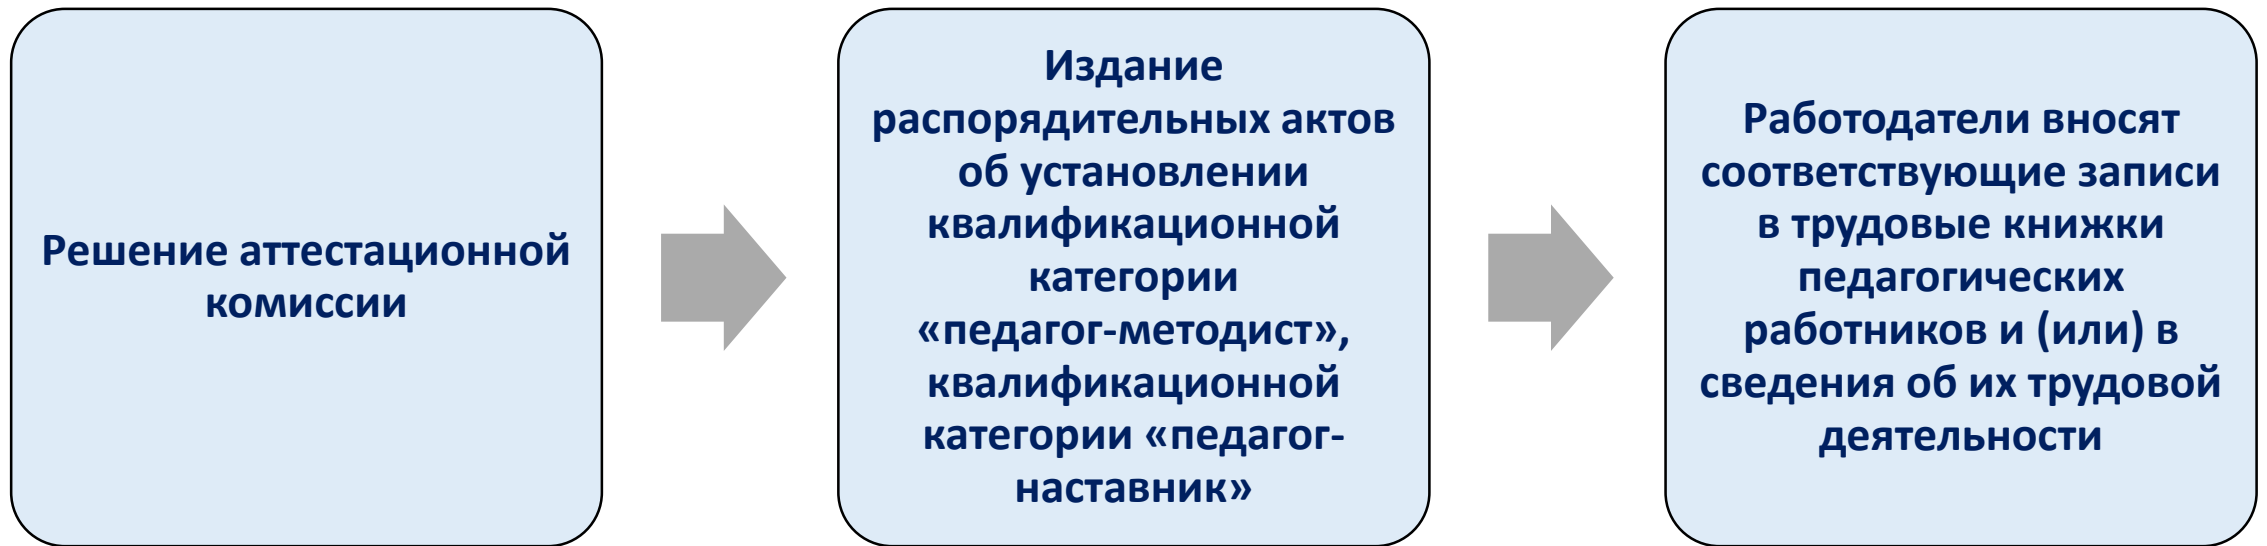 Решение аттестационной
комиссии
Издание
распорядительных актов
об установлении
квалификационной
категории
«педагог-методист»,
квалификационной
категории «педагог-
наставник»
Работодатели вносят
соответствующие записи
в трудовые книжки
педагогических
работников и (или) в
сведения об их трудовой
деятельности